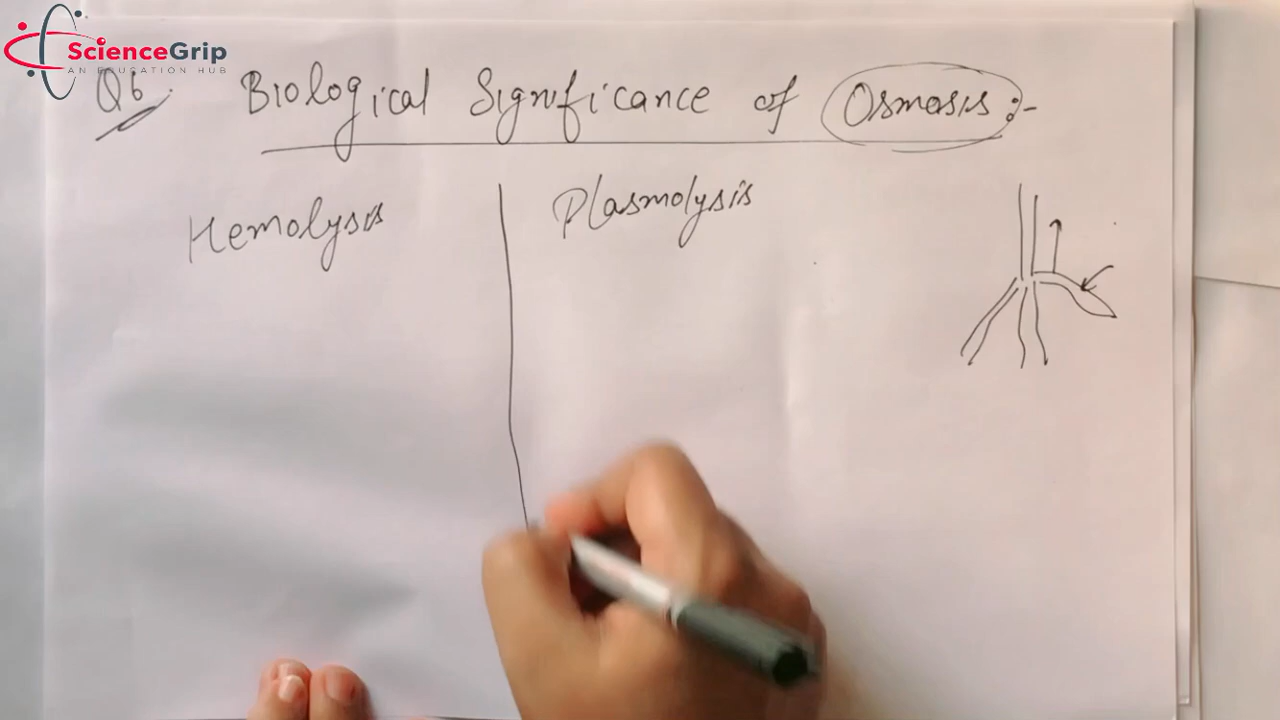 ScienceGrip
AN EDUCATION HUB
Q6. Biological Significance of Osmosis :-
Hemolysis
Plasmolysis